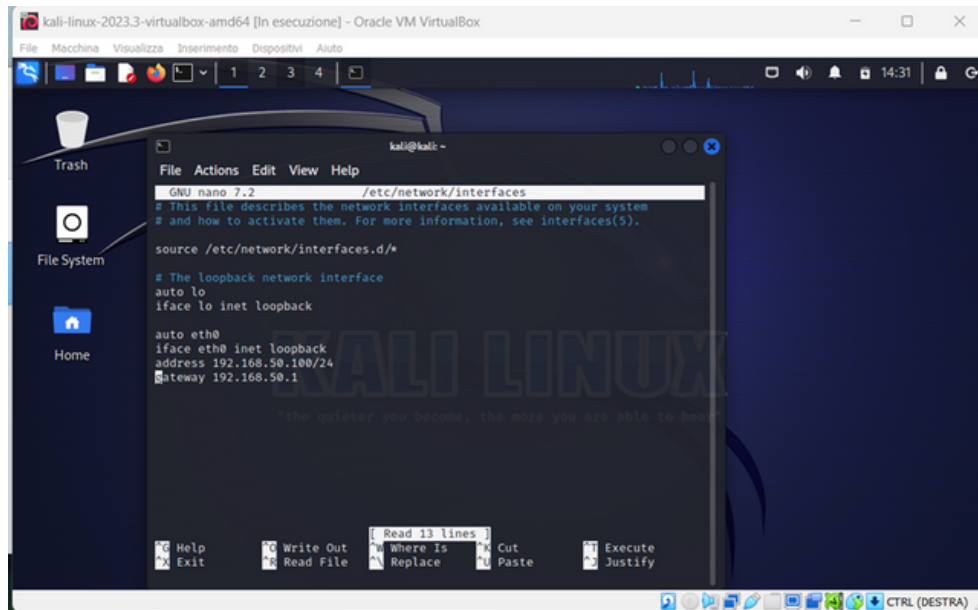 kali-linux-2023.3-virtualbox-amd64 [In esecuzione] - Oracle VM VirtualBox
File Macchina Visualizza Inserimento Dispositivi Aiuto
1 2 3 4 14:31
Trash
File System
Home
kali@kali: ~
File Actions Edit View Help
GNU nano 7.2 /etc/network/interfaces
# This file describes the network interfaces available on your system
# and how to activate them. For more information, see interfaces(5).
source /etc/network/interfaces.d/*
# The loopback network interface
auto lo
iface lo inet loopback
auto eth0
iface eth0 inet loopback
address 192.168.50.100/24
gateway 192.168.50.1
KALI LINUX
"the quieter you become, the more you are able to hear"
[ Read 13 lines ]
^G Help ^O Write Out ^W Where Is ^K Cut ^T Execute
^X Exit ^R Read File ^\ Replace ^U Paste ^J Justify
CTRL (DESTRA)